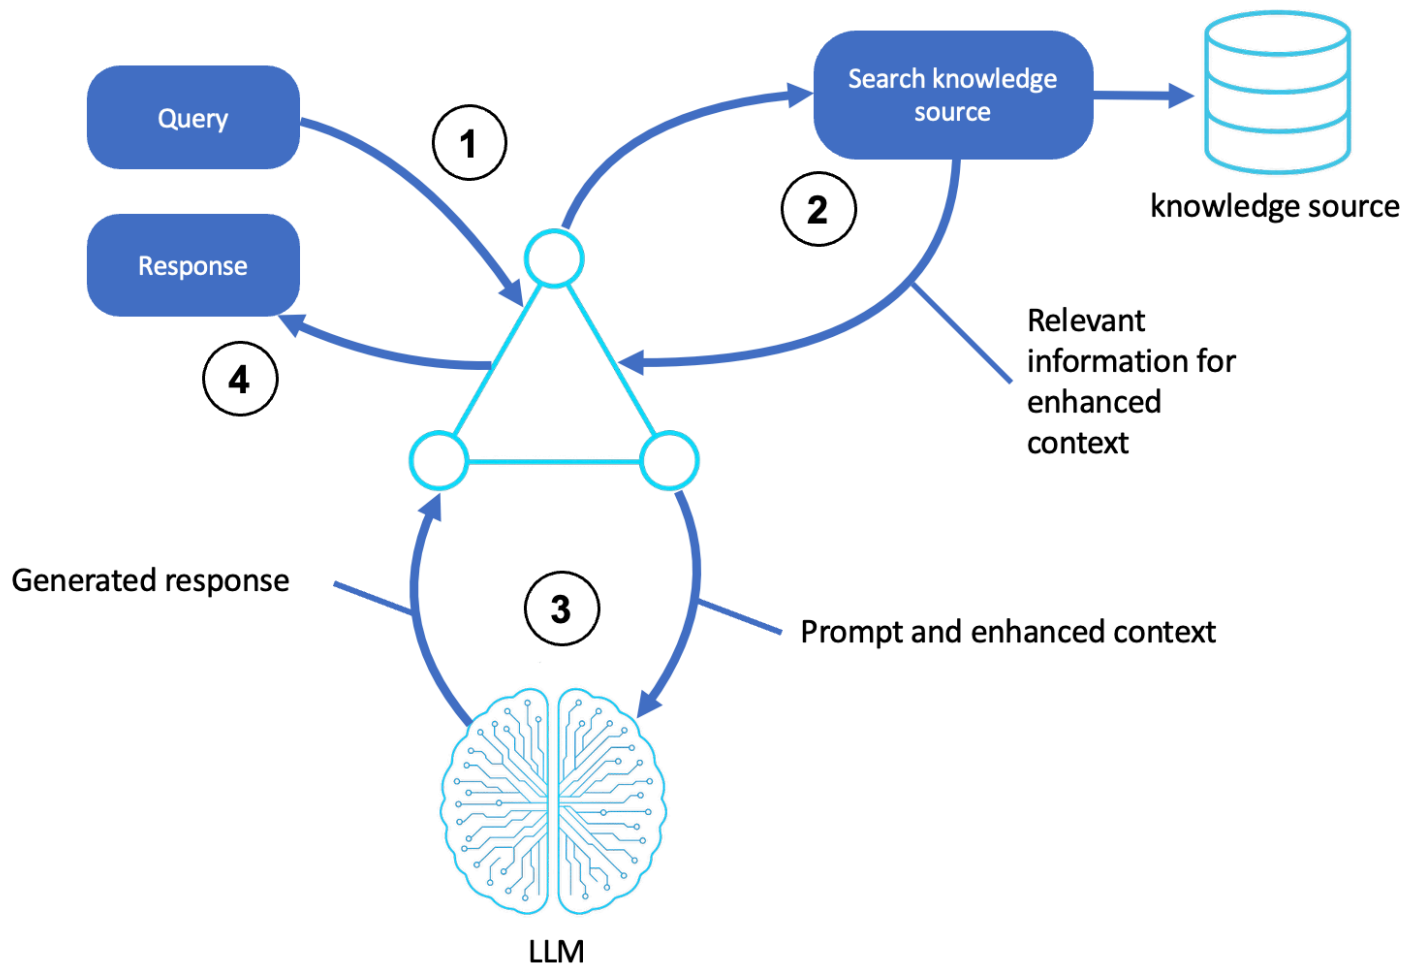 Query
1
Search knowledge
source
knowledge source
2
Response
4
Relevant
information for
enhanced
context
Generated response
3
Prompt and enhanced context
LLM